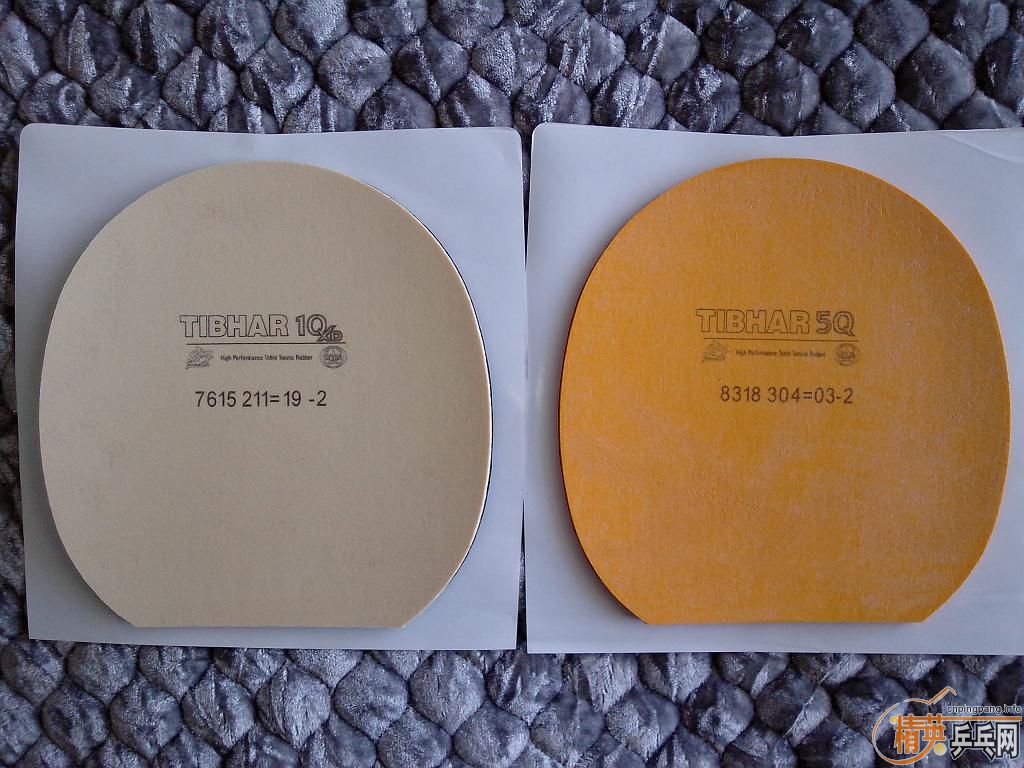 TIBHAR 1Q XD
High Performance Table Tennis Rubber
7615 211=19 -2
TIBHAR 5Q
High Performance Table Tennis Rubber
8318 304=03-2
cnpingpang.info
精英乒乓网